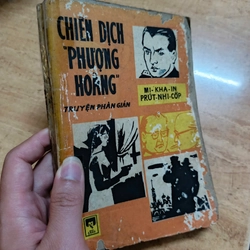 CHIẾN DỊCH
"PHƯỢNG
HOÀNG"
TRUYỆN PHẢN GIÁN
MI-KHA-IN
PRÚT-NHI-CỐP